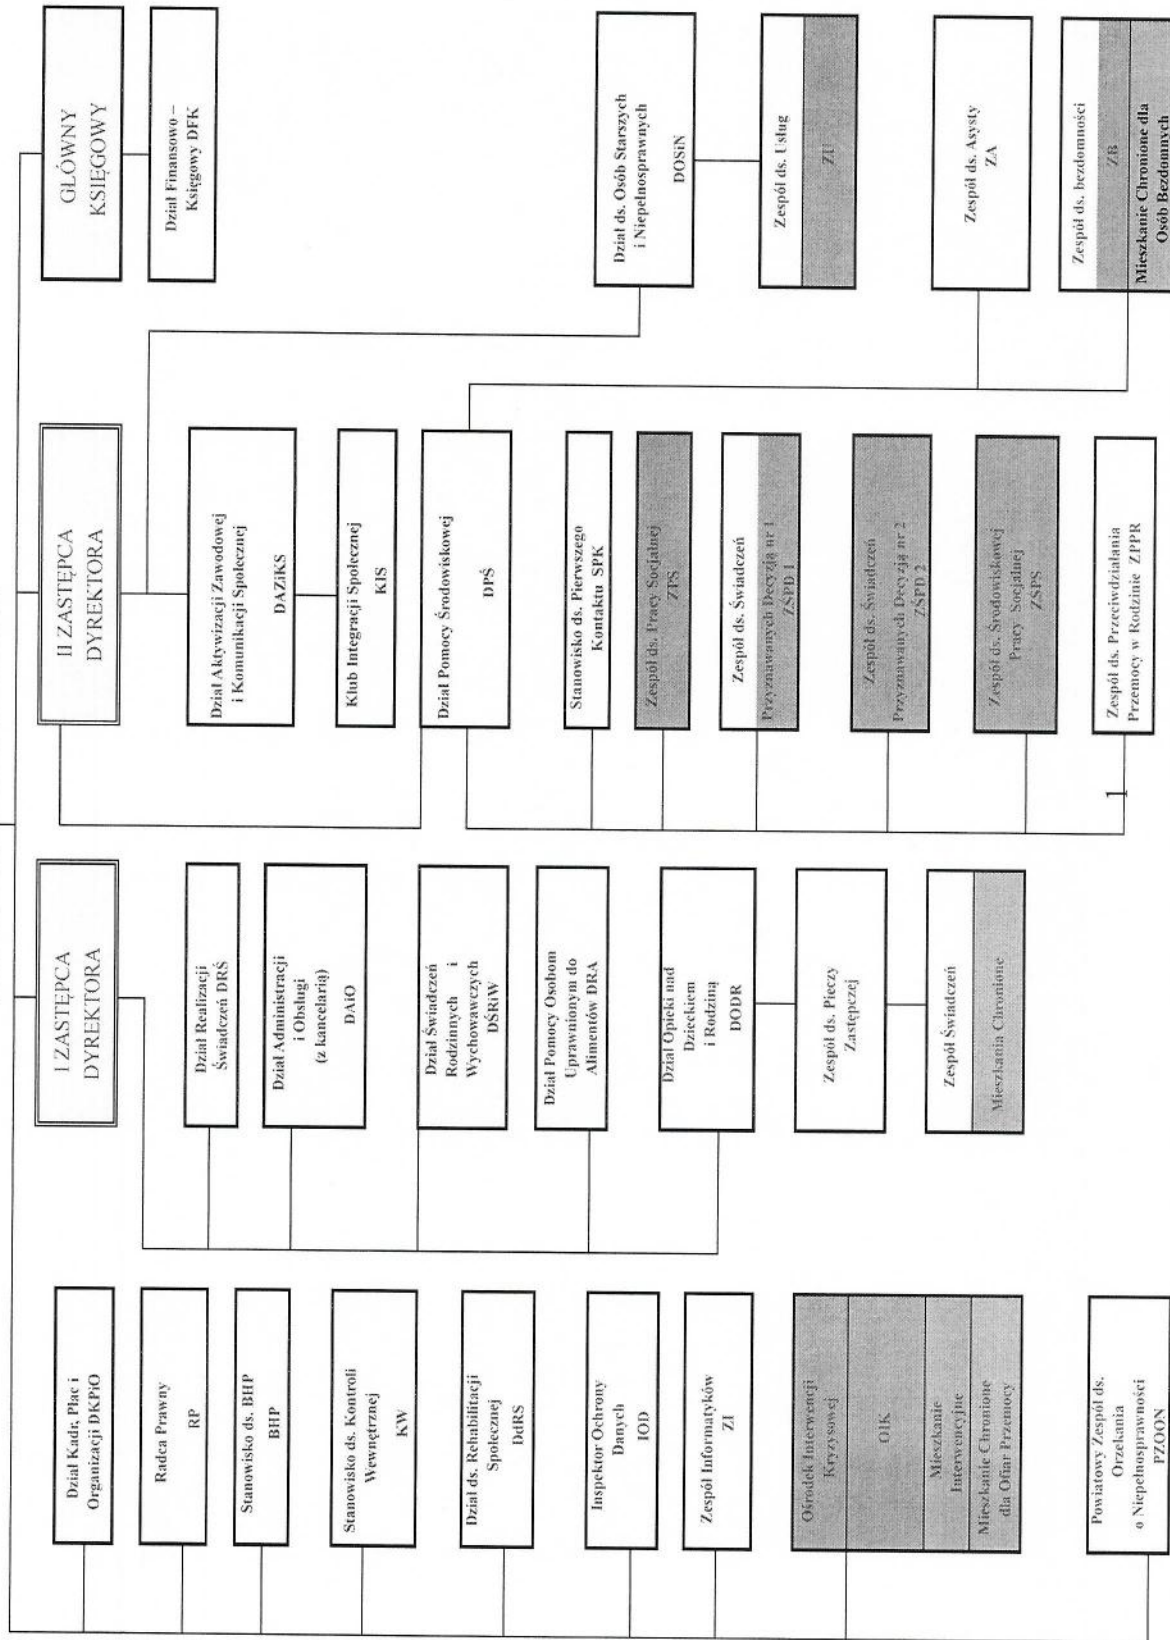 Dział Kadr, Płac i
Organizacji DKPiO
Radca Prawny
RP
Stanowisko ds. BHP
BHP
Stanowisko ds. Kontroli
Wewnętrznej
KW
Dział ds. Rehabilitacji
Społecznej
DdRS
Inspektor Ochrony
Danych
IOD
Zespół Informatyków
ZI
Ośrodek Interwencji
Kryzysowej
OIK
Mieszkanie
Interwencyjne
Mieszkanie Chronione
dla Ofiar Przemocy
Powiatowy Zespół ds.
Orzekania
o Niepełnosprawności
PZOON
I ZASTĘPCA
DYREKTORA
Dział Realizacji
Świadczeń DRŚ
Dział Administracji
i Obsługi
(z kancelarią)
DAiO
Dział Świadczeń
Rodzinnych i
Wychowawczych
DŚRiW
Dział Pomocy Osobom
Uprawnionym do
Alimentów DRA
Dział Opieki nad
Dzieckiem
i Rodziną
DODR
Zespół ds. Pieczy
Zastępczej
Zespół Świadczeń
Mieszkania Chronione
II ZASTĘPCA
DYREKTORA
Dział Aktywizacji Zawodowej
i Komunikacji Społecznej
DAZiKS
Klub Integracji Społecznej
KIS
Dział Pomocy Środowiskowej
DPŚ
Stanowisko ds. Pierwszego
Kontaktu SPK
Zespół ds. Pracy Socjalnej
ZPS
Zespół ds. Świadczeń
Przyznawanych Decyzją nr 1
ZŚPD 1
Zespół ds. Świadczeń
Przyznawanych Decyzją nr 2
ZŚPD 2
Zespół ds. Środowiskowej
Pracy Socjalnej
ZŚPS
Zespół ds. Przeciwdziałania
Przemocy w Rodzinie ZPPR
1
GŁÓWNY
KSIĘGOWY
Dział Finansowo –
Księgowy DFK
Dział ds. Osób Starszych
i Niepełnosprawnych
DOSiN
Zespół ds. Usług
ZU
Zespół ds. Asysty
ZA
Zespół ds. bezdomności
ZB
Mieszkanie Chronione dla
Osób Bezdomnych